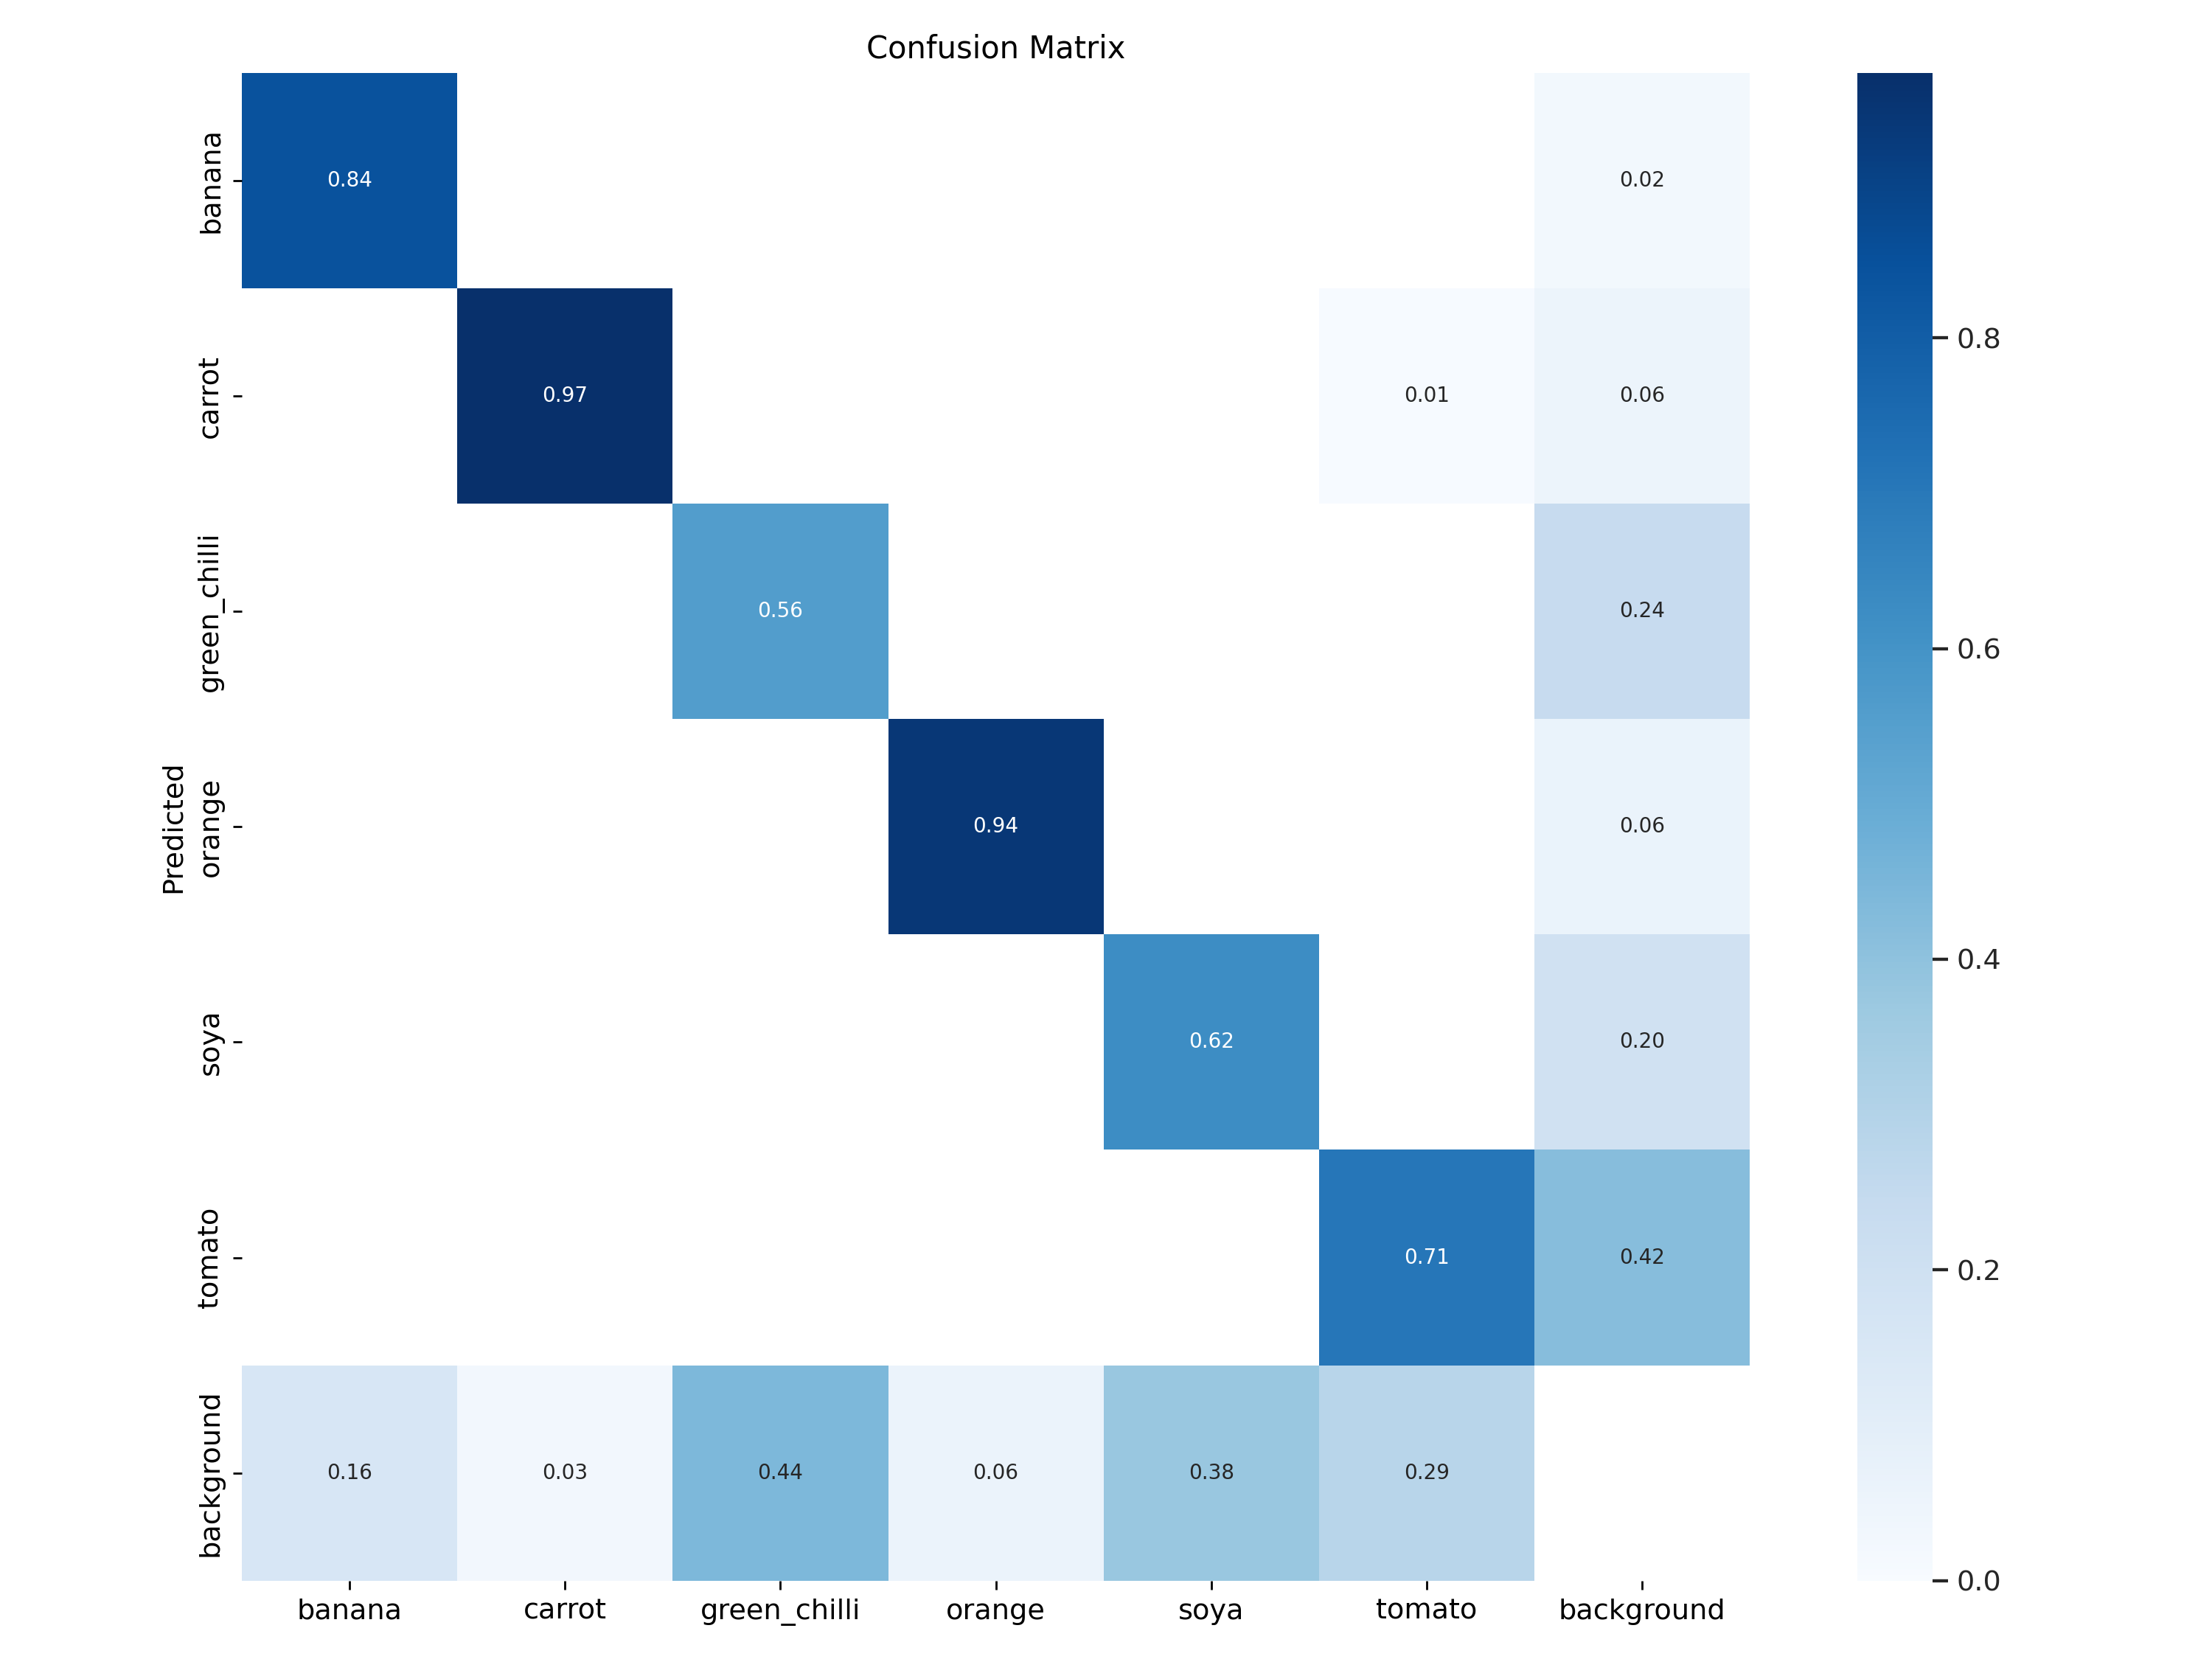 Confusion Matrix
banana
0.84
0.02
carrot
0.97
0.01
0.06
green_chilli
0.56
0.24
Predicted
orange
0.94
0.06
soya
0.62
0.20
tomato
0.71
0.42
background
0.16
0.03
0.44
0.06
0.38
0.29
banana
carrot
green_chilli
orange
soya
tomato
background
0.8
0.6
0.4
0.2
0.0